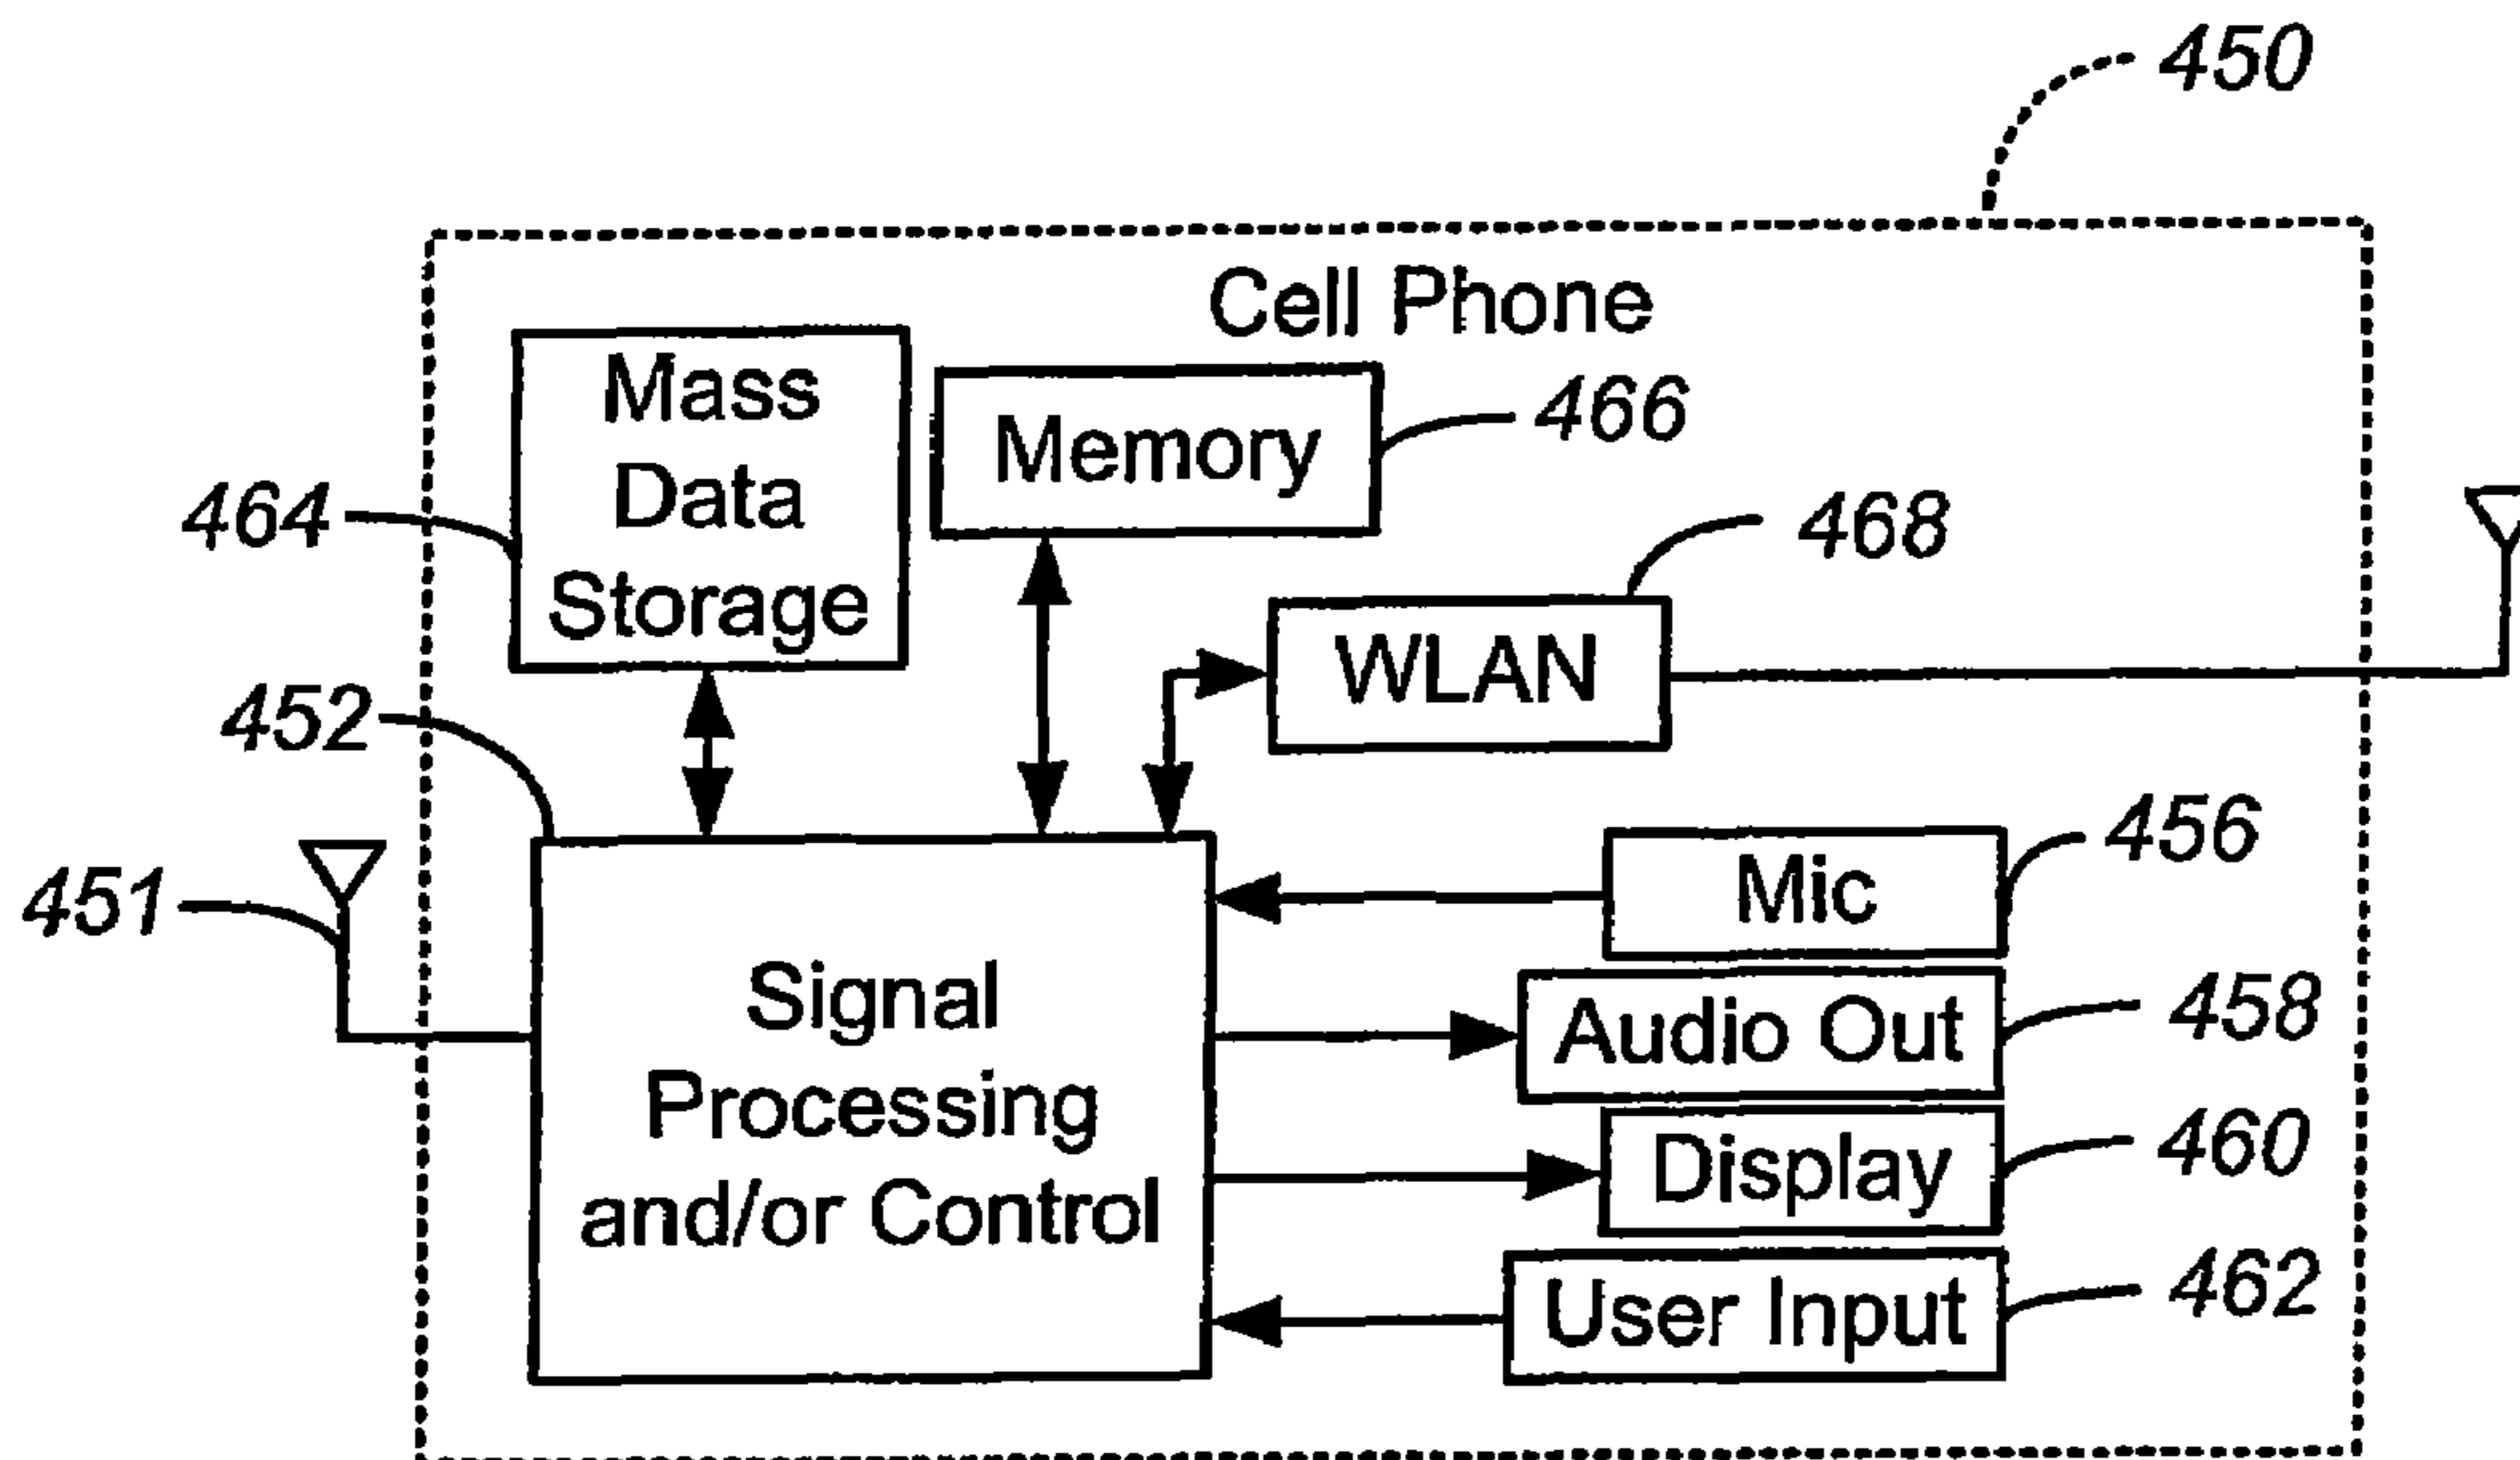 450
Cell Phone
Mass
Data
Storage
464
Memory
466
468
WLAN
452
451
Signal
Processing
and/or Control
Mic
456
Audio Out
458
Display
460
User Input
462